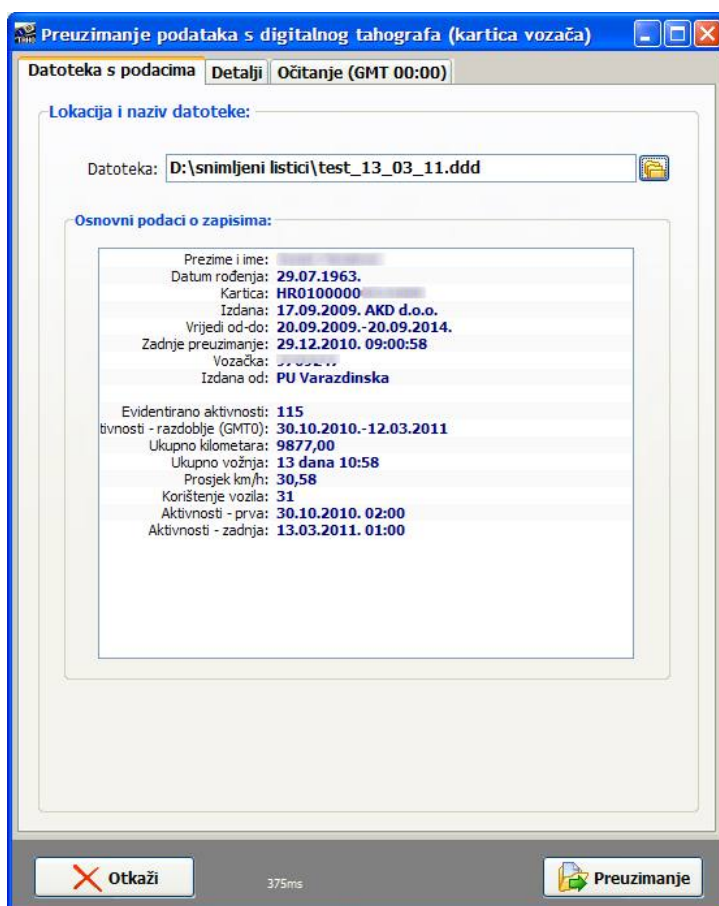 Preuzimanje podataka s digitalnog tahografa (kartica vozača)
Datoteka s podacima Detalji Očitanje (GMT 00:00)
Lokacija i naziv datoteke:
Datoteka: D:\snimljeni listici\test_13_03_11.ddd
Osnovni podaci o zapisima:
Prezime i ime:
Datum rođenja: 29.07.1963.
Kartica: HR0100000
Izdana: 17.09.2009. AKD d.o.o.
Vrijedi od-do: 20.09.2009.-20.09.2014.
Zadnje preuzimanje: 29.12.2010. 09:00:58
Vozačka:
Izdana od: PU Varazdinska
Evidentirano aktivnosti: 115
tivnosti - razdoblje (GMT0): 30.10.2010.-12.03.2011
Ukupno kilometara: 9877,00
Ukupno vožnja: 13 dana 10:58
Prosjek km/h: 30,58
Korištenje vozila: 31
Aktivnosti - prva: 30.10.2010. 02:00
Aktivnosti - zadnja: 13.03.2011. 01:00
Otkaži 375ms Preuzimanje